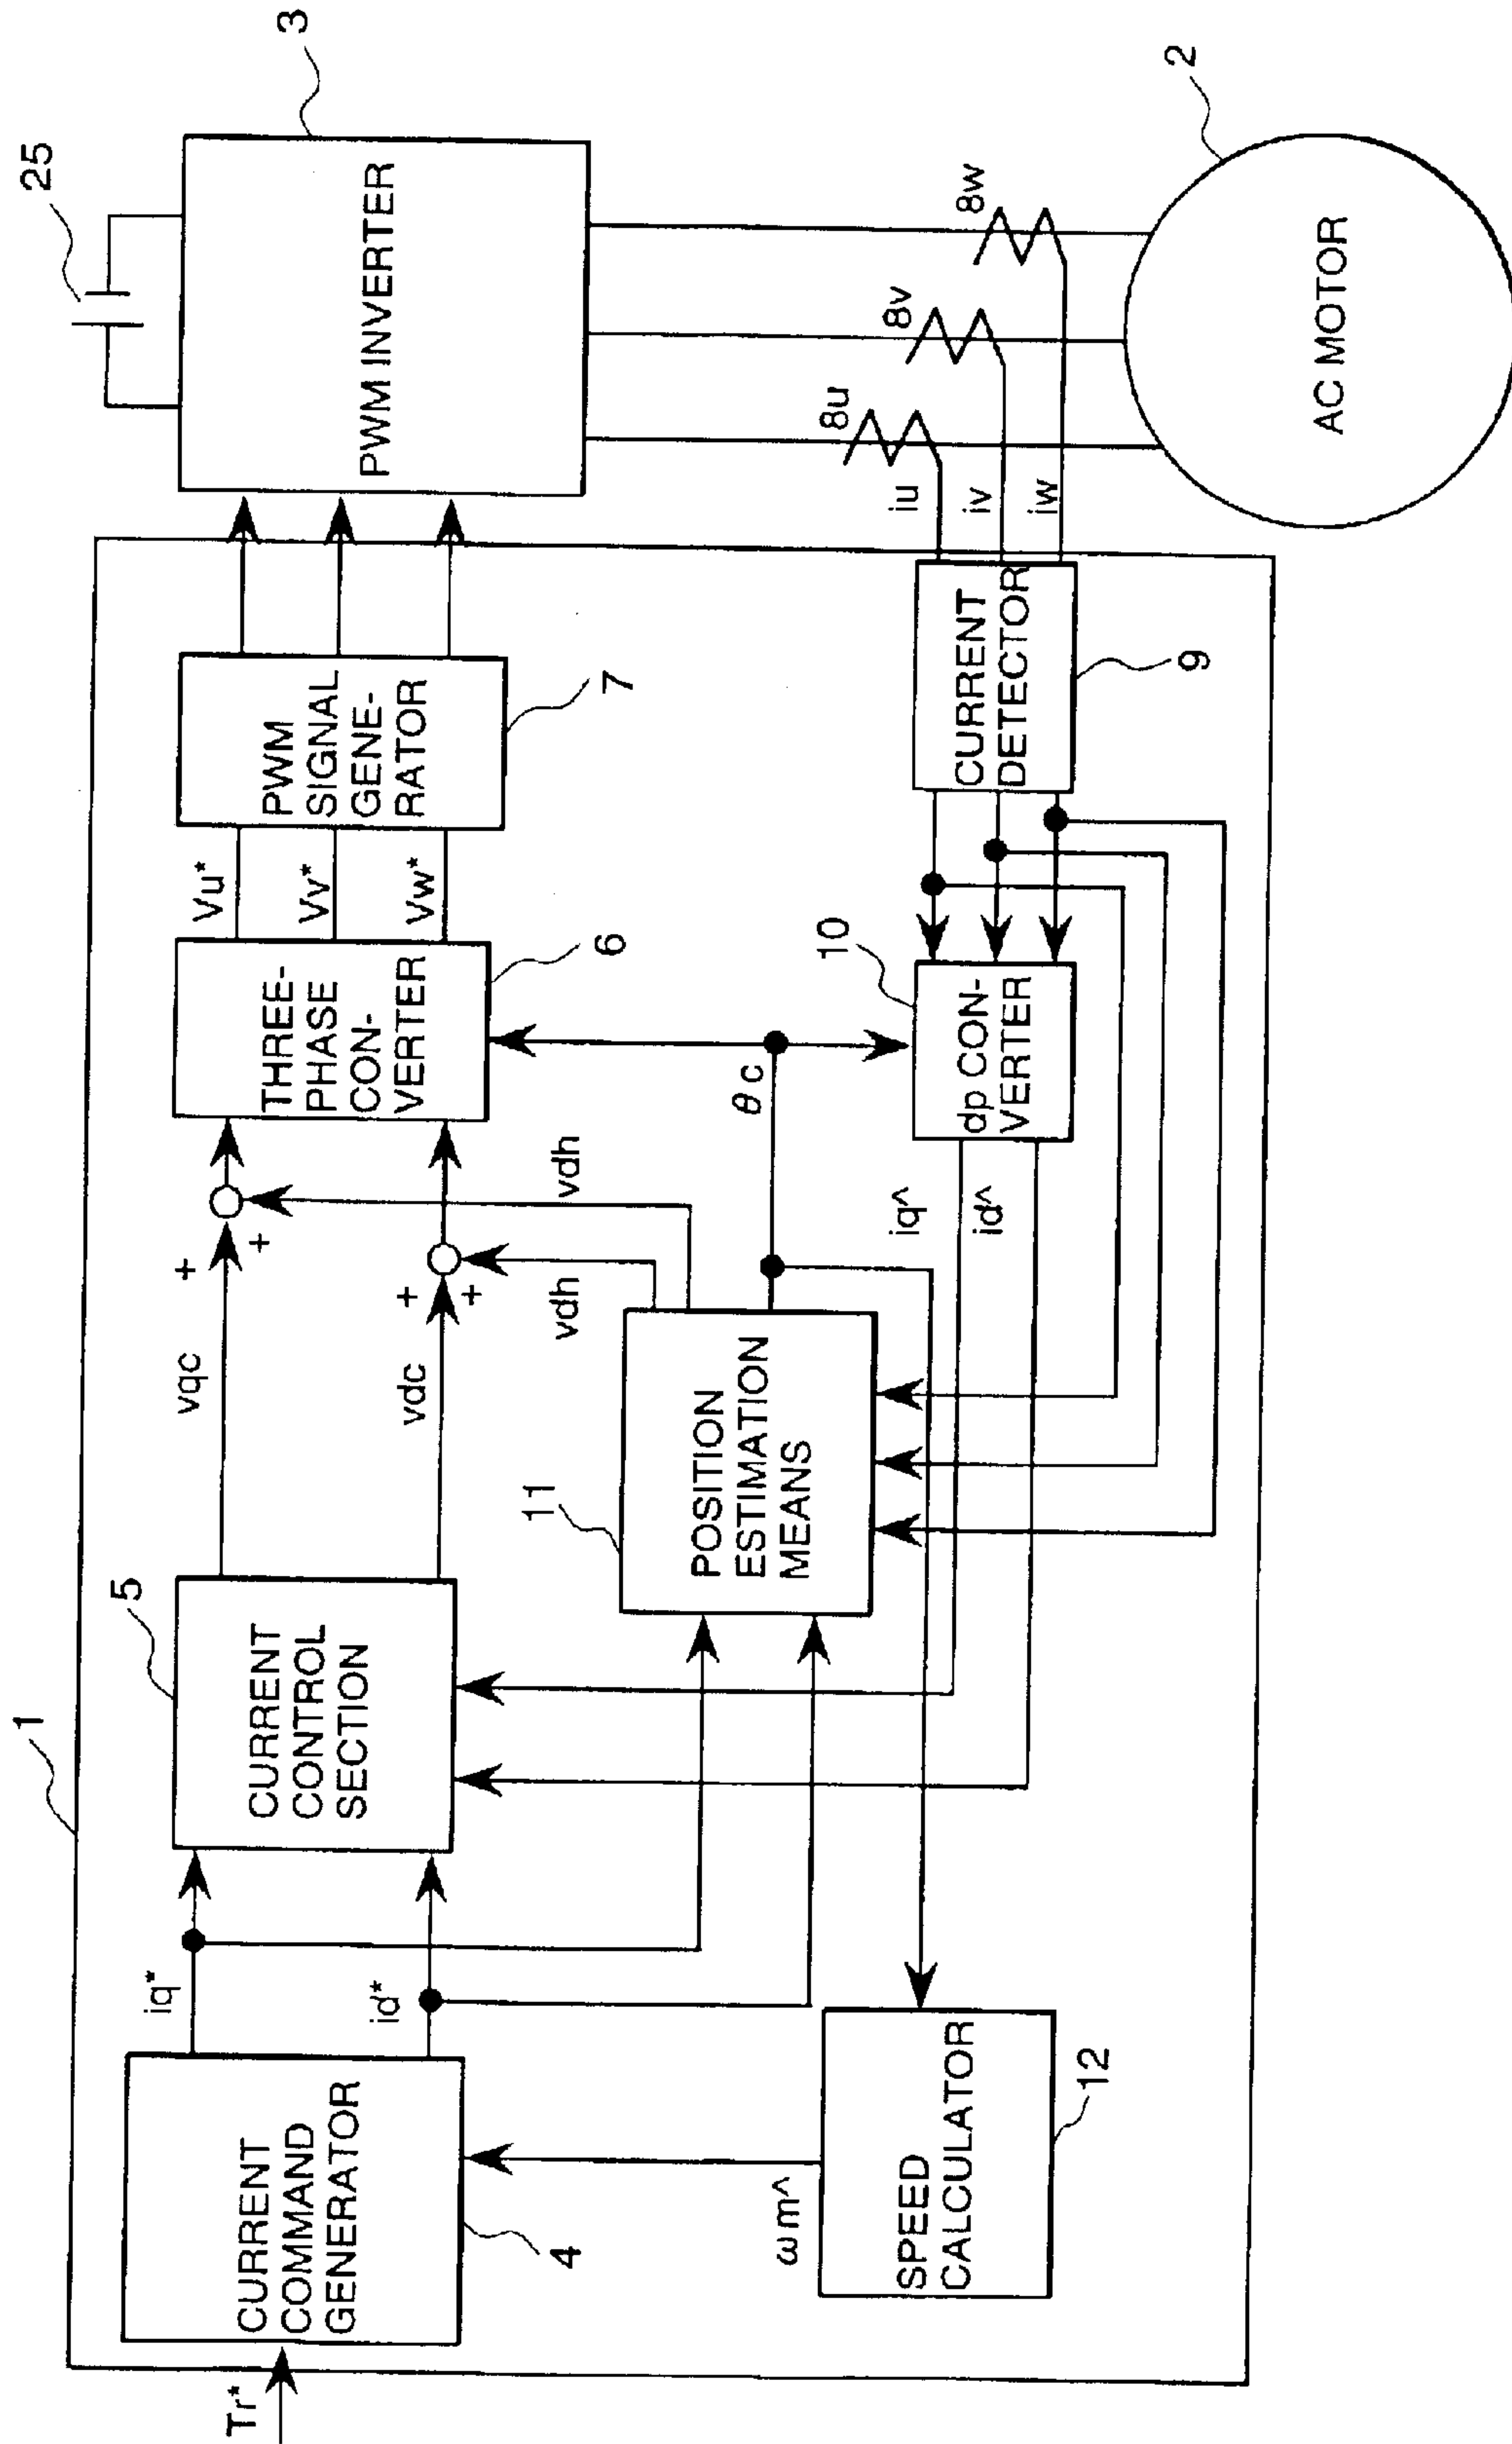 1
25
3
2
Tr*
CURRENT
COMMAND
GENERATOR
4
iq*
id*
5
CURRENT
CONTROL
SECTION
vqc
vdc
+
+
+
+
vdh
vdh
THREE-
PHASE
CON-
VERTER
6
Vu*
Vv*
Vw*
PWM
SIGNAL
GENE-
RATOR
7
PWM INVERTER
11
POSITION
ESTIMATION
MEANS
θc
10
dp CON-
VERTER
iq^
id^
CURRENT
DETECTOR
9
iu
iv
iw
8u
8v
8w
AC MOTOR
ωm^
SPEED
CALCULATOR
12